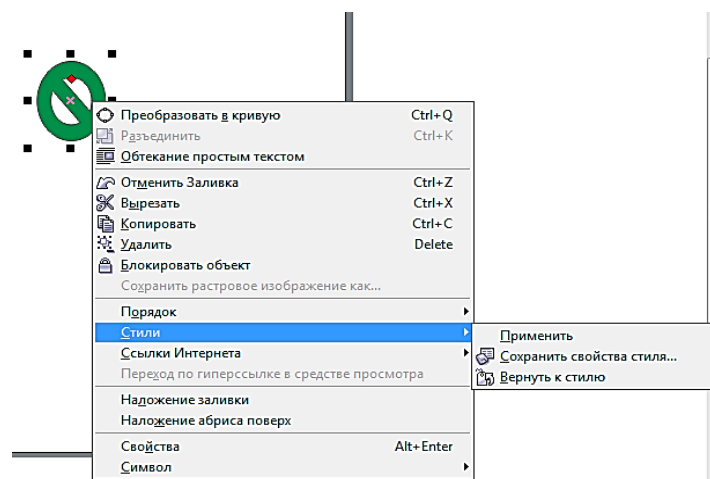 Преобразовать в кривую Ctrl+Q
Разъединить Ctrl+K
Обтекание простым текстом
Отменить Заливка Ctrl+Z
Вырезать Ctrl+X
Копировать Ctrl+C
Удалить Delete
Блокировать объект
Сохранить растровое изображение как...
Порядок
Стили
Ссылки Интернета
Переход по гиперссылке в средстве просмотра
Наложение заливки
Наложение абриса поверх
Свойства Alt+Enter
Символ
Применить
Сохранить свойства стиля...
Вернуть к стилю